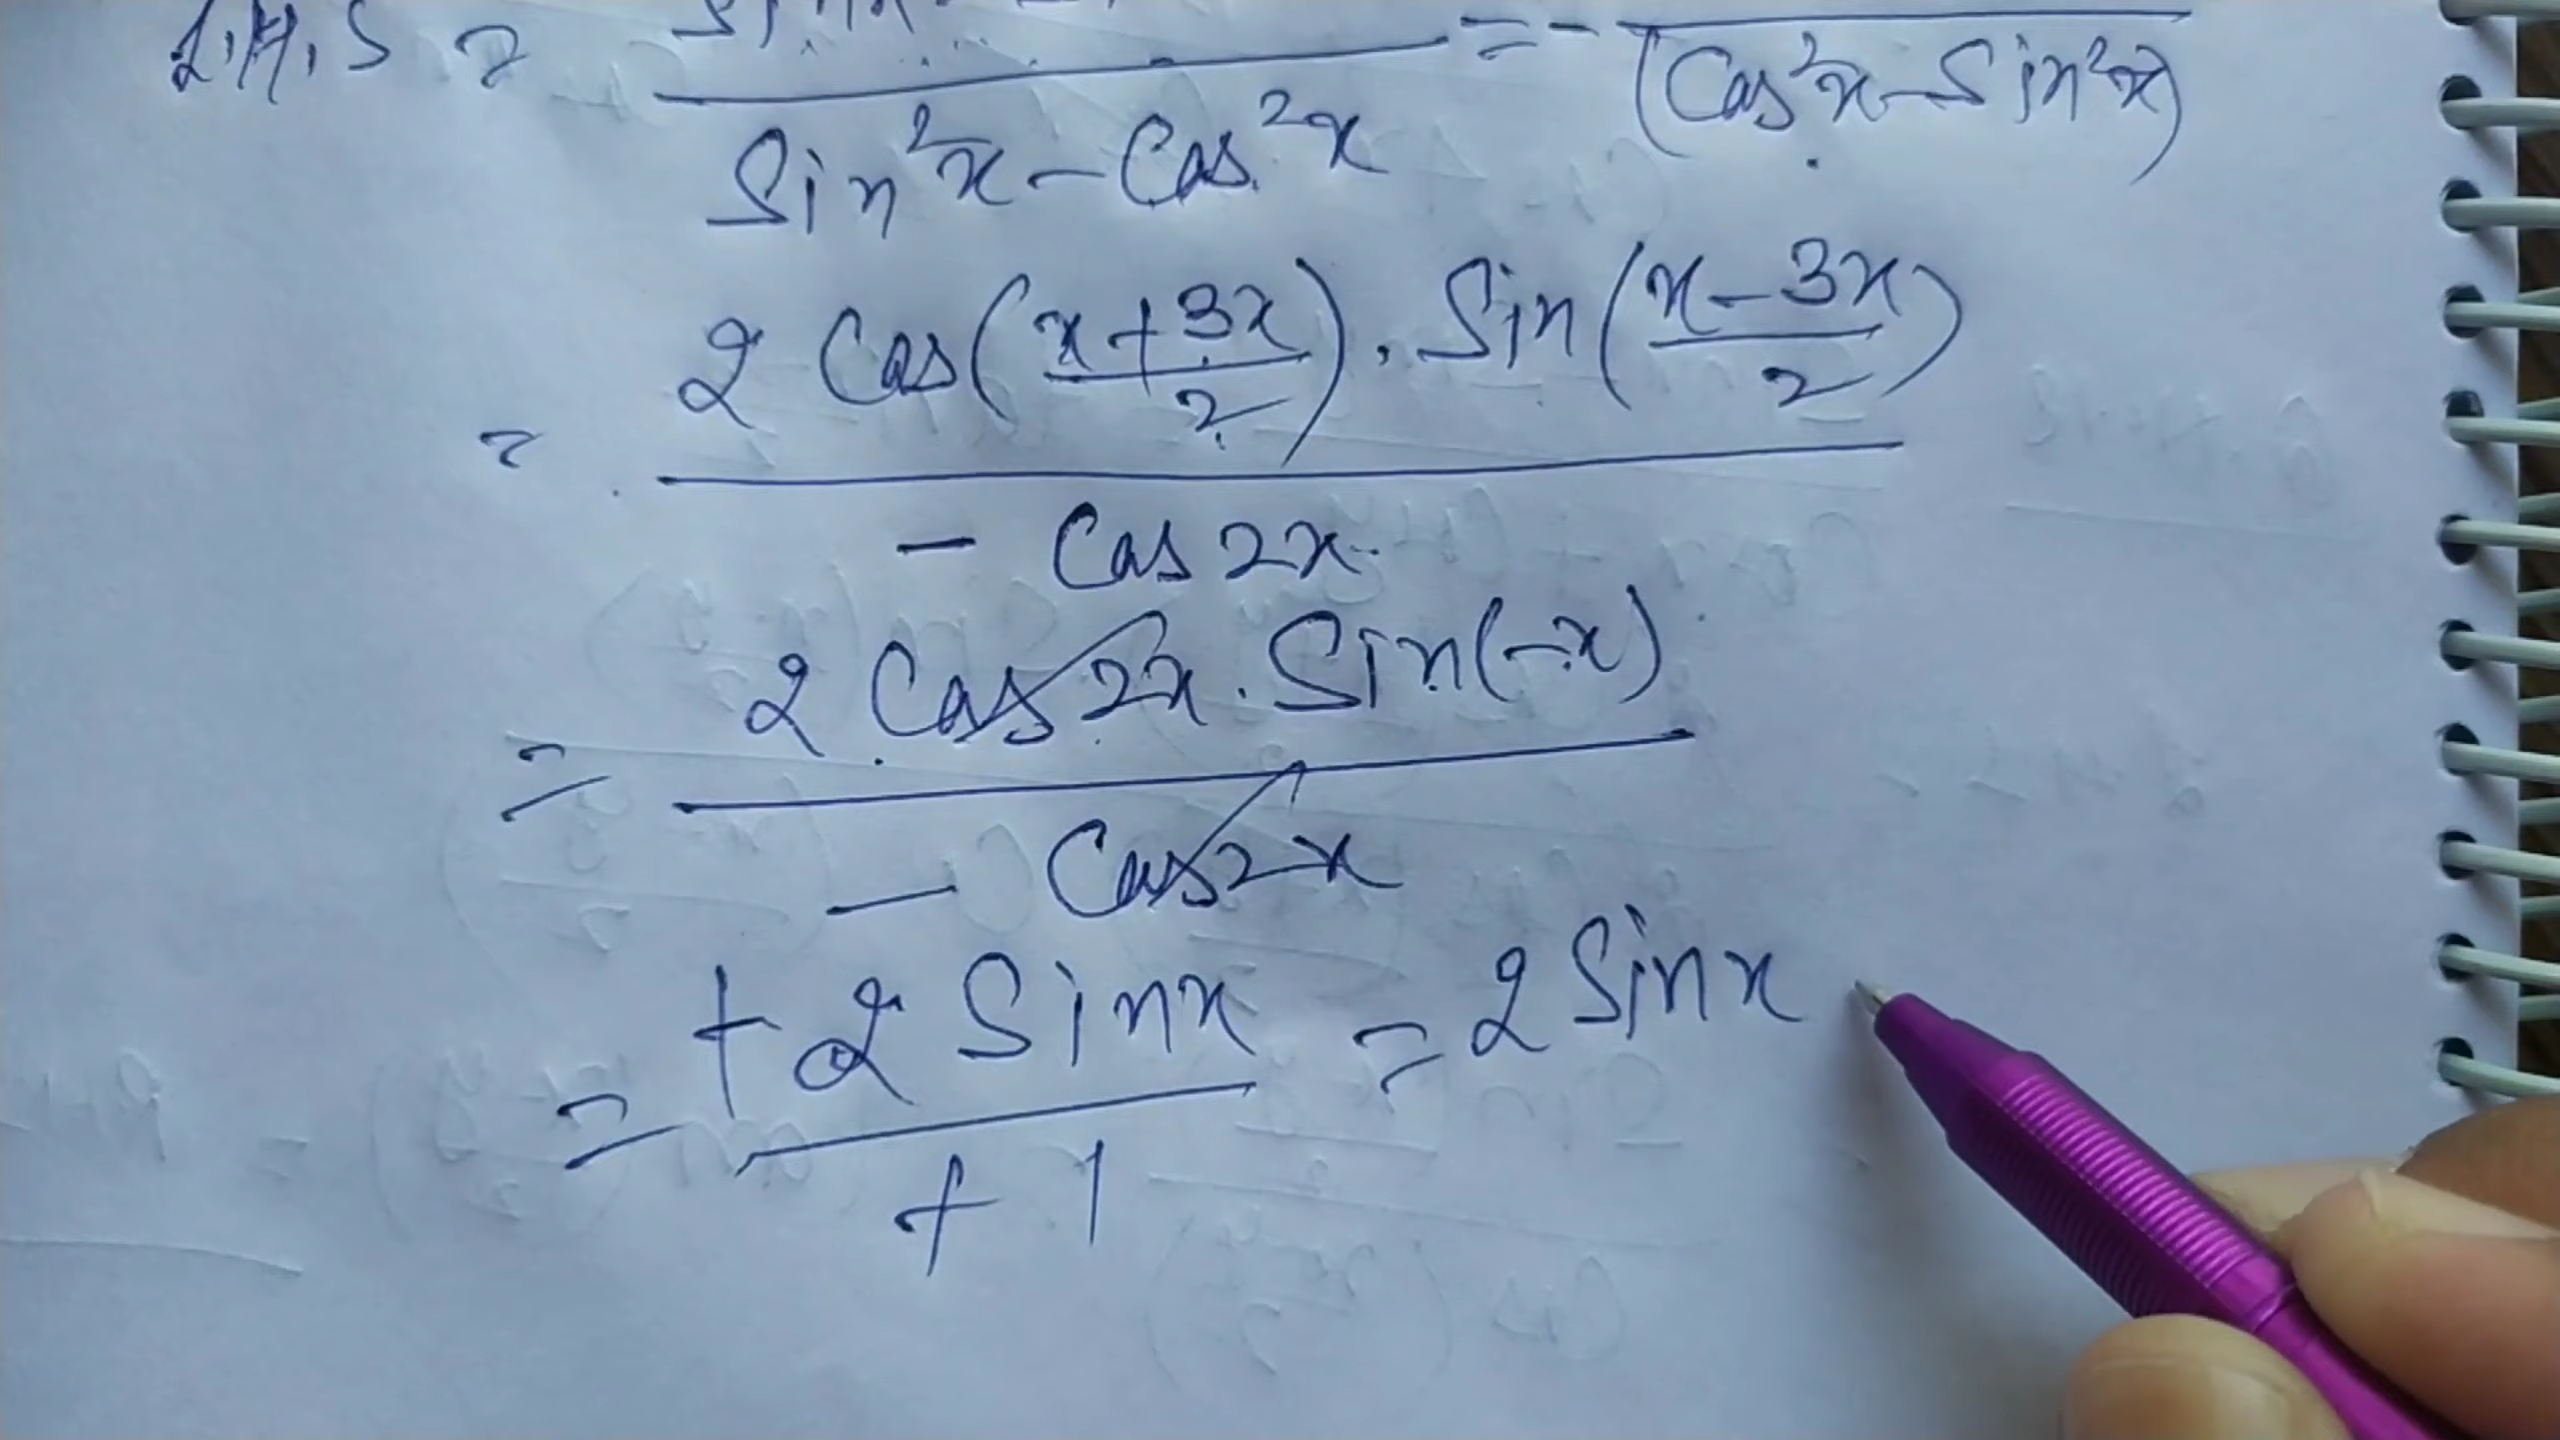 L.H.S =
Sin²x - Cos²x
= - (Cos²x - Sin²x)
= 2 Cos(x+3x/2) . Sin(x-3x/2)
- Cos 2x
= 2 Cos 2x . Sin(-x)
- Cos 2x
= + 2 Sin x = 2 Sin x
+ 1